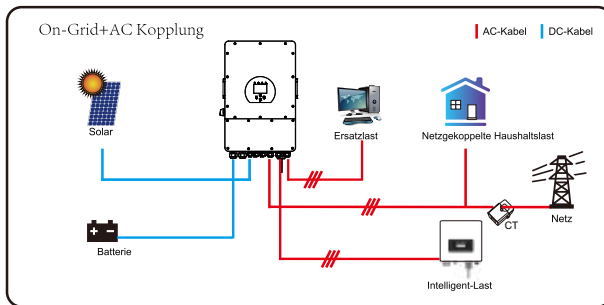 On-Grid+AC Kopplung
AC-Kabel
DC-Kabel
Solar
Ersatzlast
Netzgekoppelte Haushaltslast
CT
Netz
Batterie
Intelligent-Last